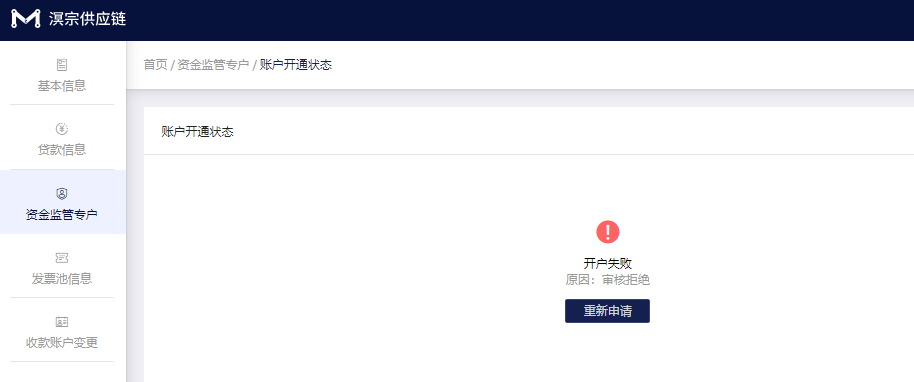 溟宗供应链
首页 / 资金监管专户 / 账户开通状态
基本信息
贷款信息
资金监管专户
发票池信息
收款账户变更
账户开通状态
开户失败
原因：审核拒绝
重新申请